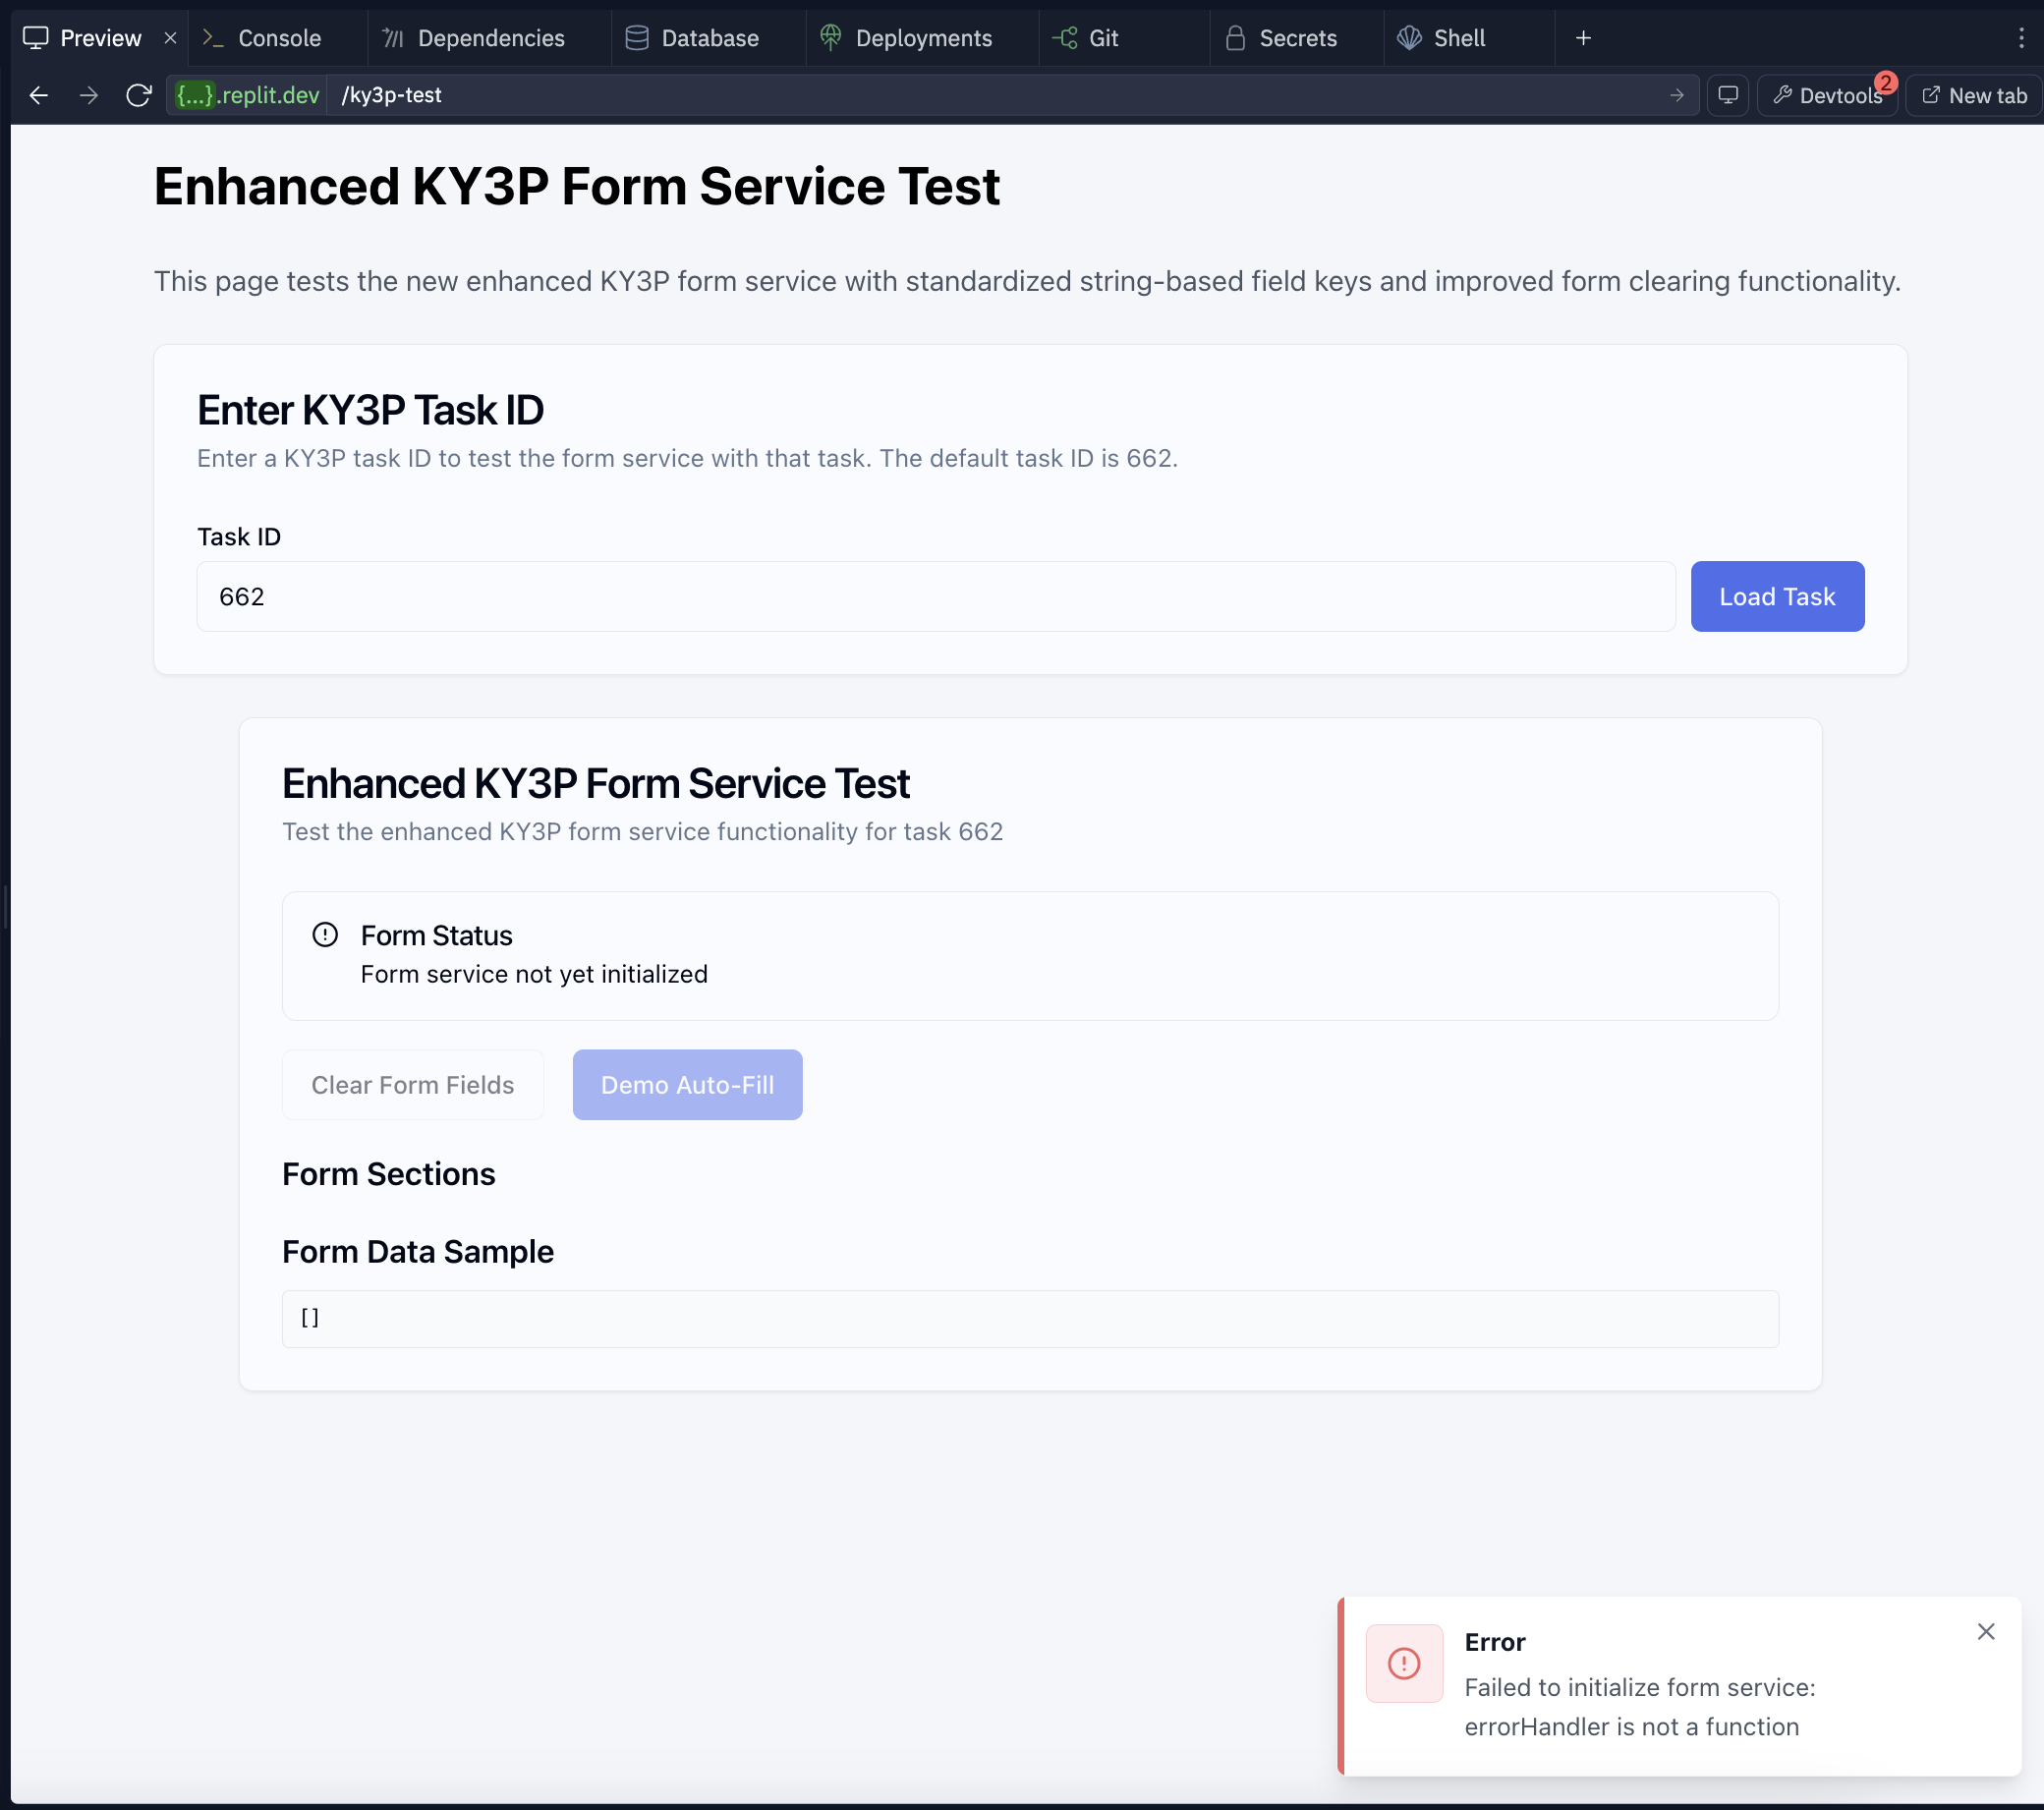 Preview
Console
Dependencies
Database
Deployments
Git
Secrets
Shell
{...}.replit.dev
/ky3p-test
Devtools
2
New tab
Enhanced KY3P Form Service Test
This page tests the new enhanced KY3P form service with standardized string-based field keys and improved form clearing functionality.
Enter KY3P Task ID
Enter a KY3P task ID to test the form service with that task. The default task ID is 662.
Task ID
662
Load Task
Enhanced KY3P Form Service Test
Test the enhanced KY3P form service functionality for task 662
Form Status
Form service not yet initialized
Clear Form Fields
Demo Auto-Fill
Form Sections
Form Data Sample
[]
Error
Failed to initialize form service:
errorHandler is not a function